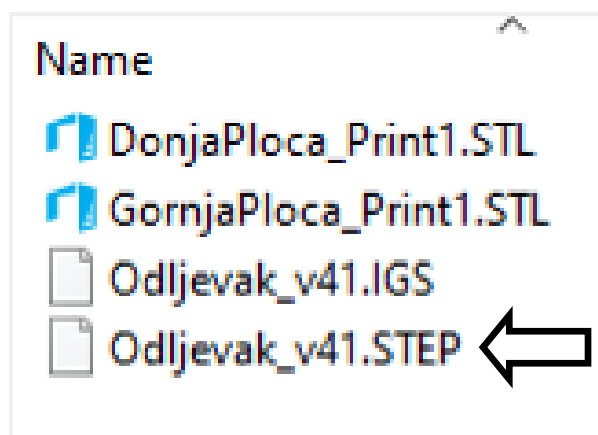 Name
DonjaPloca_Print1.STL
GornjaPloca_Print1.STL
Odljevak_v41.IGS
Odljevak_v41.STEP